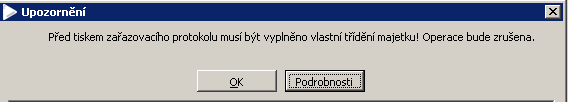 Upozornění
Před tiskem zařazovacího protokolu musí být vyplněno vlastní třídění majetku! Operace bude zrušena.
OK
Podrobnosti